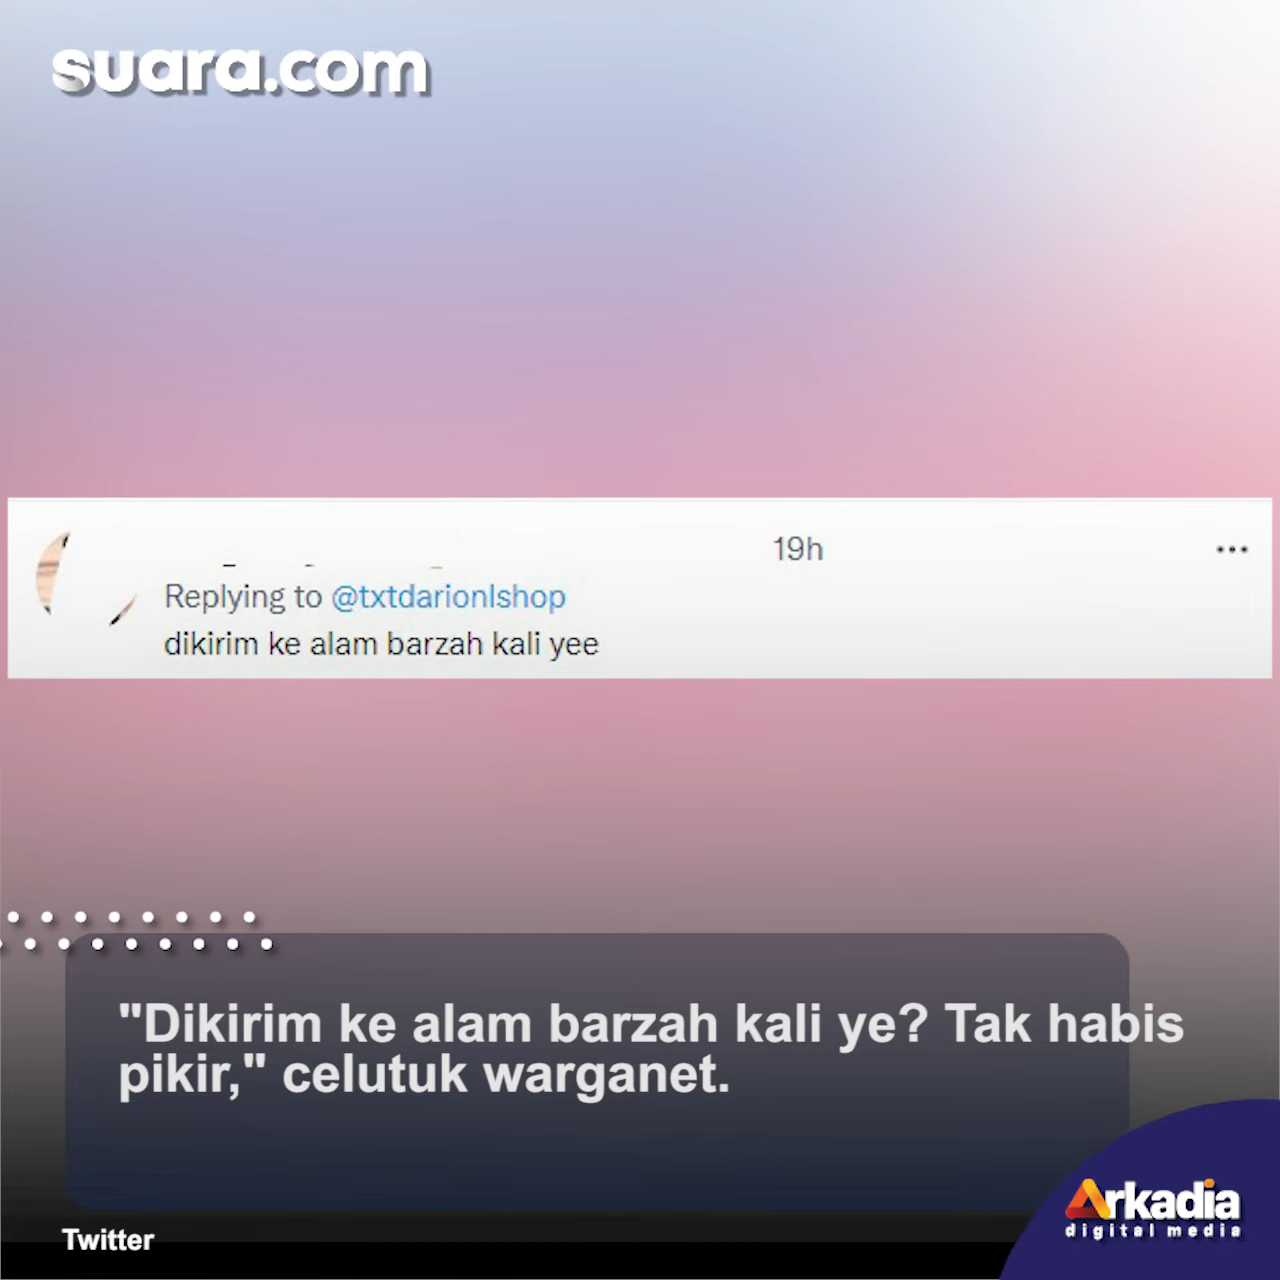 suara.com
19h
Replying to @txtdarionlshop
dikirim ke alam barzah kali yee
"Dikirim ke alam barzah kali ye? Tak habis
pikir," celutuk warganet.
Arkadia
digital media
Twitter